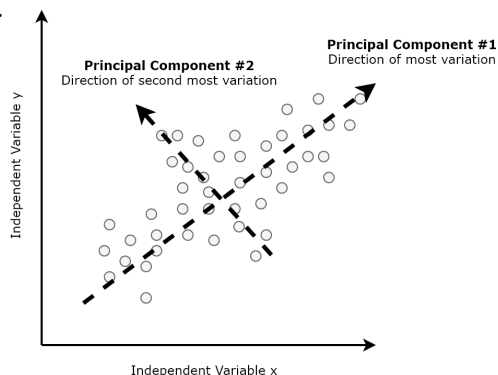 Principal Component #1
Direction of most variation
Principal Component #2
Direction of second most variation
Independent Variable y
Independent Variable x